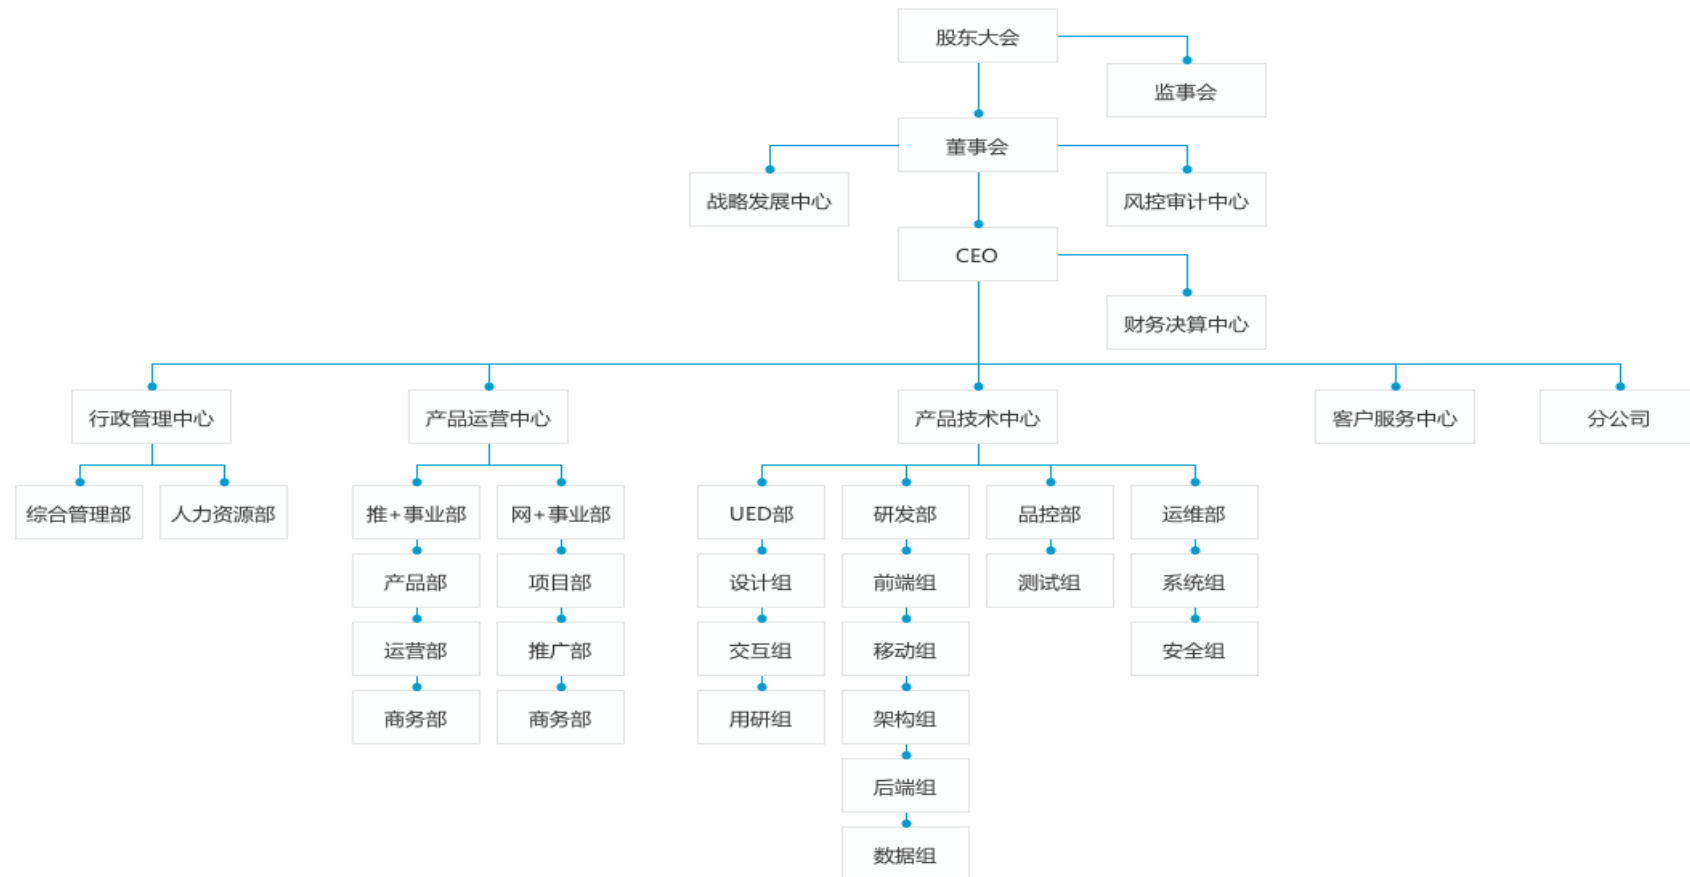 股东大会
监事会
董事会
战略发展中心
风控审计中心
CEO
财务决算中心
行政管理中心
产品运营中心
产品技术中心
客户服务中心
分公司
综合管理部
人力资源部
推+事业部
网+事业部
UED部
研发部
品控部
运维部
产品部
项目部
设计组
前端组
测试组
系统组
运营部
推广部
交互组
移动组
安全组
商务部
商务部
用研组
架构组
后端组
数据组